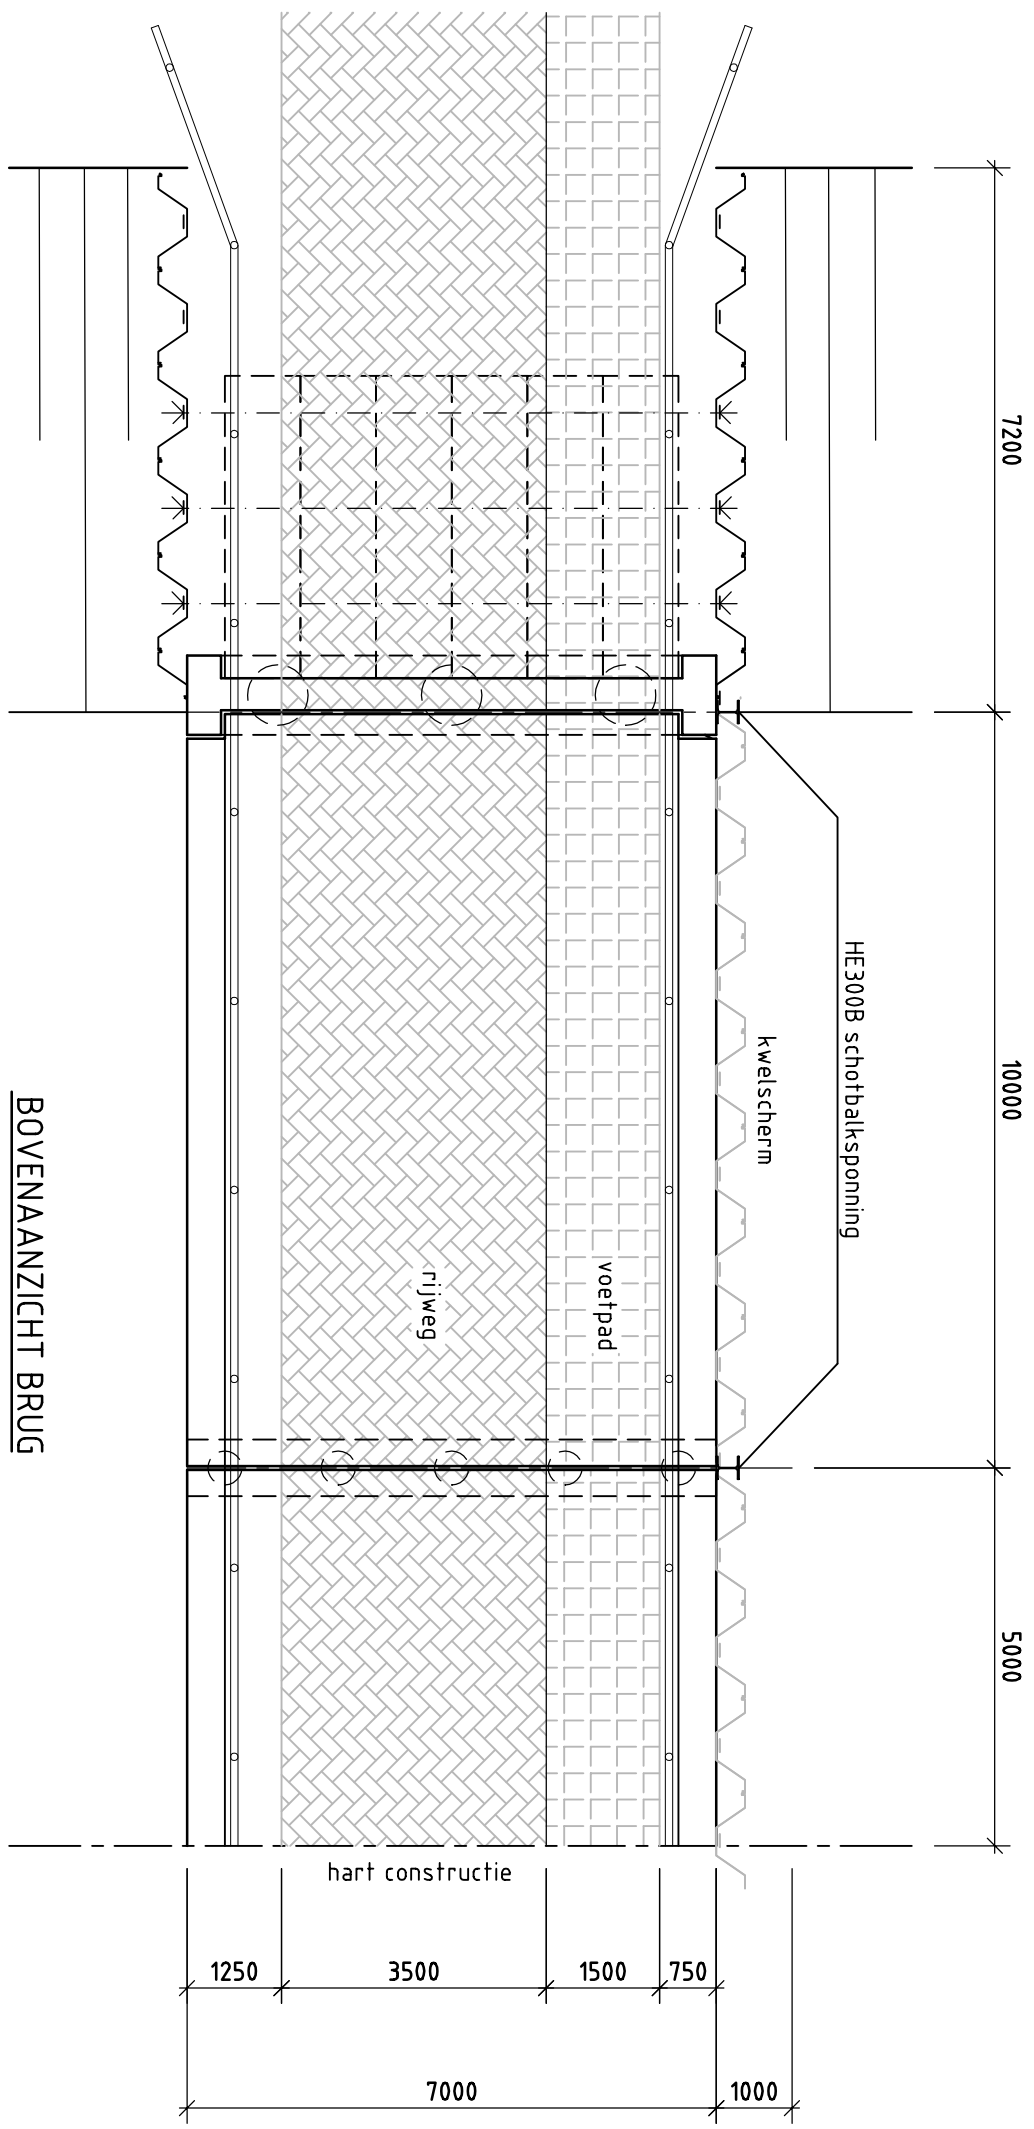 7200
10000
5000
HE300B schotbalksponning
kwelscherm
voetpad
rijweg
BOVENAANZICHT BRUG
hart constructie
1250
3500
1500
750
7000
1000